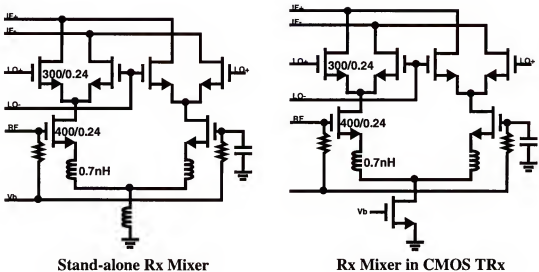 IF+
IF-
LO+
300/0.24
LO+
LO-
RF
400/0.24
0.7nH
Vb
Stand-alone Rx Mixer
IF+
IF-
LO+
300/0.24
LO+
LO-
RF
400/0.24
0.7nH
Vb
Rx Mixer in CMOS TRx